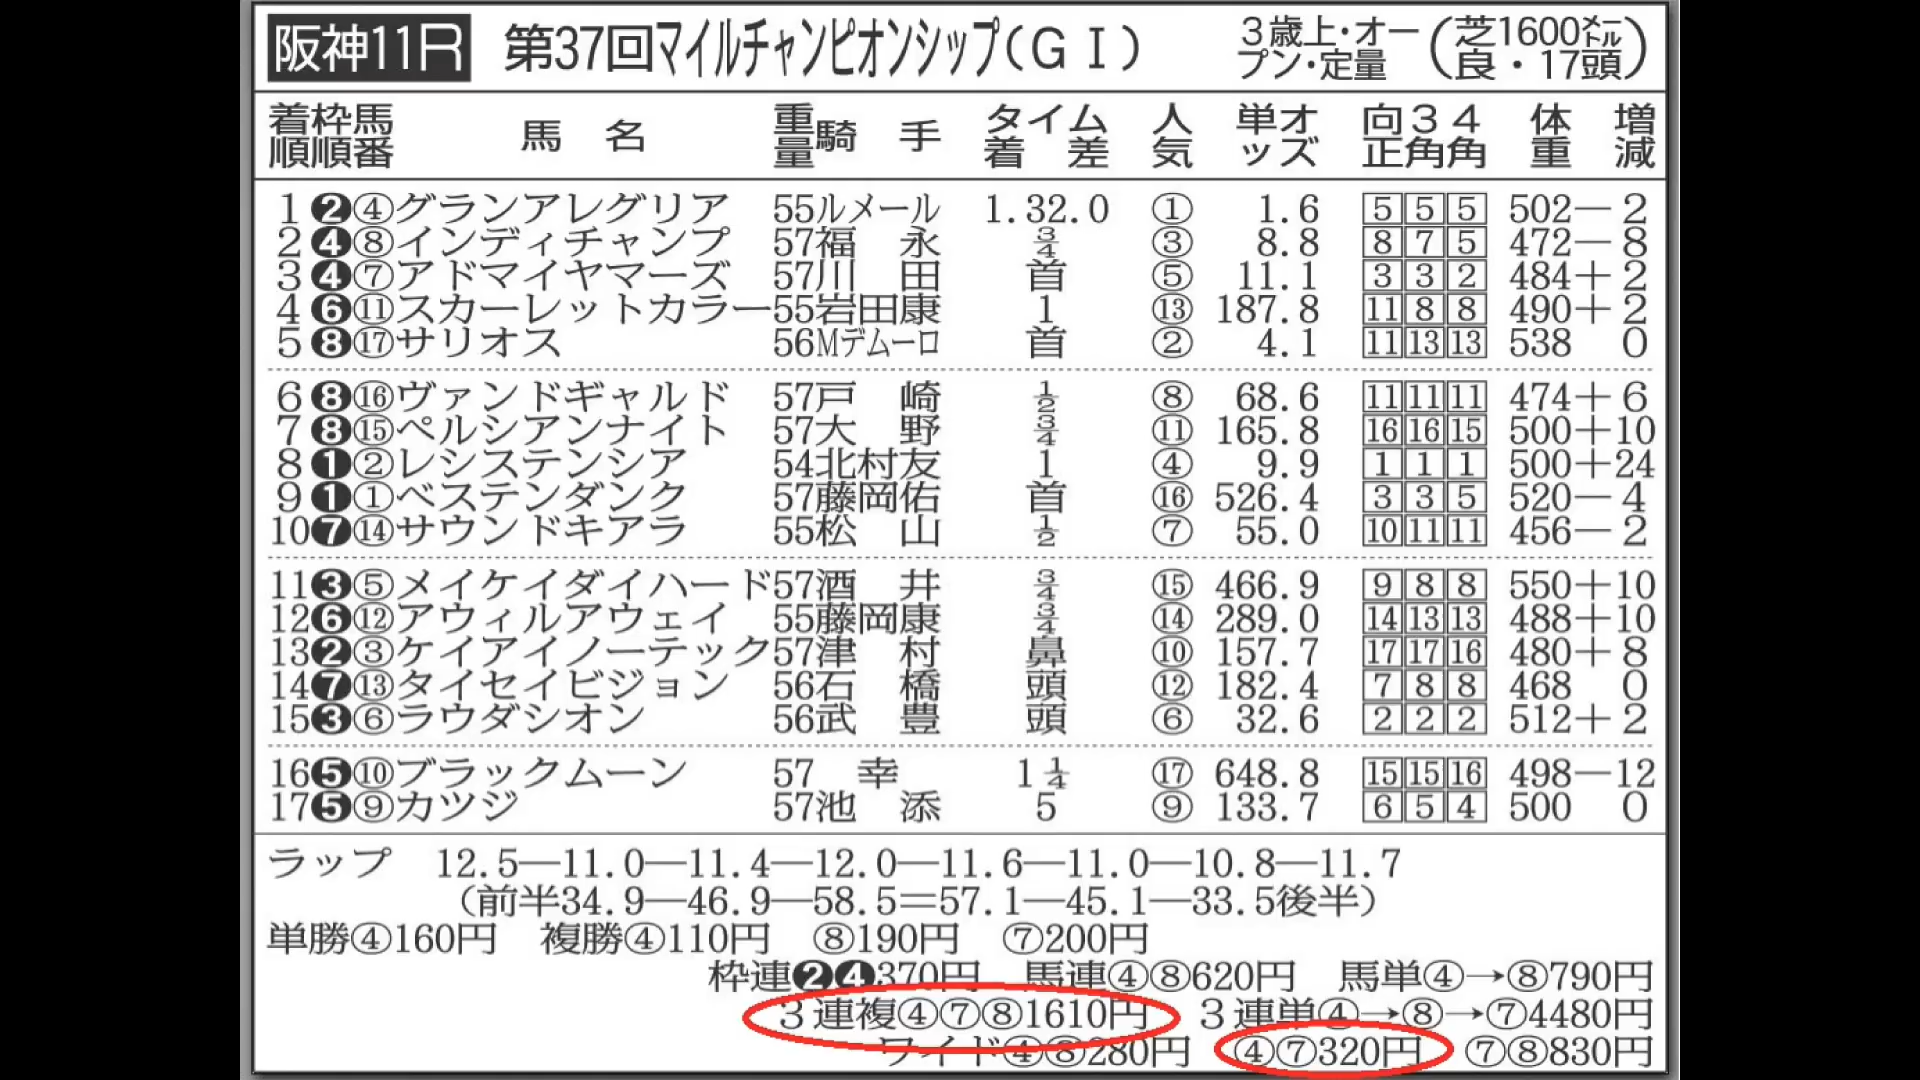 阪神11R 第37回マイルチャンピオンシップ(GⅠ) 3歳上・オープン・定量 (芝1600㍍ 良・17頭)
着順 枠順 馬番 馬名 重量 騎手 タイム着差 人気 単オッズ 向正 3角 4角 体重 増減
1 ❷ ④ グランアレグリア 55 ルメール 1.32.0 ① 1.6 5 5 5 502 － 2
2 ❹ ⑧ インディチャンプ 57 福永 ¾ ③ 8.8 8 7 5 472 － 8
3 ❹ ⑦ アドマイヤマーズ 57 川田 首 ⑤ 11.1 3 3 2 484 ＋ 2
4 ❻ ⑪ スカーレットカラー 55 岩田康 1 ⑬ 187.8 11 8 8 490 ＋ 2
5 ❽ ⑰ サリオス 56 Mデムーロ 首 ② 4.1 11 13 13 538 0
6 ❽ ⑯ ヴァンドギャルド 57 戸崎 ½ ⑧ 68.6 11 11 11 474 ＋ 6
7 ❽ ⑮ ペルシアンナイト 57 大野 ¾ ⑪ 165.8 16 16 15 500 ＋10
8 ❶ ② レシステンシア 54 北村友 1 ④ 9.9 1 1 1 500 ＋24
9 ❶ ① ベステンダンク 57 藤岡佑 首 ⑯ 526.4 3 3 5 520 － 4
10 ❼ ⑭ サウンドキアラ 55 松山 ½ ⑦ 55.0 10 11 11 456 － 2
11 ❸ ⑤ メイケイダイハード 57 酒井 ¾ ⑮ 466.9 9 8 8 550 ＋10
12 ❻ ⑫ アウィルアウェイ 55 藤岡康 ¾ ⑭ 289.0 14 13 13 488 ＋10
13 ❷ ③ ケイアイノーテック 57 津村 鼻 ⑩ 157.7 17 17 16 480 ＋ 8
14 ❼ ⑬ タイセイビジョン 56 石橋 頭 ⑫ 182.4 7 8 8 468 0
15 ❸ ⑥ ラウダシオン 56 武豊 頭 ⑥ 32.6 2 2 2 512 ＋ 2
16 ❺ ⑩ ブラックムーン 57 幸 1¼ ⑰ 648.8 15 15 16 498 －12
17 ❺ ⑨ カツジ 57 池添 5 ⑨ 133.7 6 5 4 500 0
ラップ 12.5―11.0―11.4―12.0―11.6―11.0―10.8―11.7
(前半34.9―46.9―58.5＝57.1―45.1―33.5後半)
単勝④160円 複勝④110円 ⑧190円 ⑦200円
枠連❷❹370円 馬連④⑧620円 馬単④→⑧790円
3連複④⑦⑧1610円 3連単④→⑧→⑦4480円
ワイド④⑧280円 ④⑦320円 ⑦⑧830円